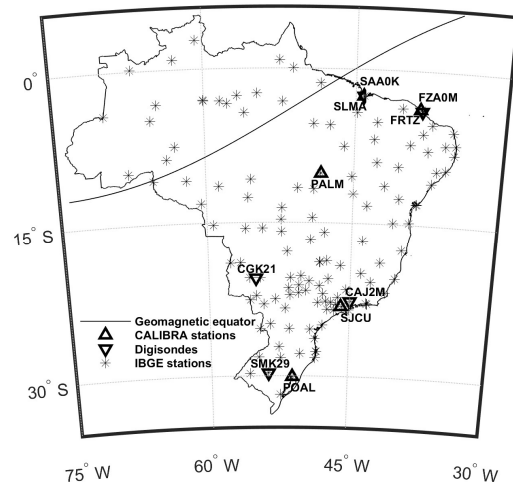 0° 
SAA0K
SLMA
FZA0M
FRTZ
PALM
15° S
CGK21
CAJ2M
SJCU
Geomagnetic equator
CALIBRA stations
Digisondes
IBGE stations
SMK29
POAL
30° S
75° W
60° W
45° W
30° W